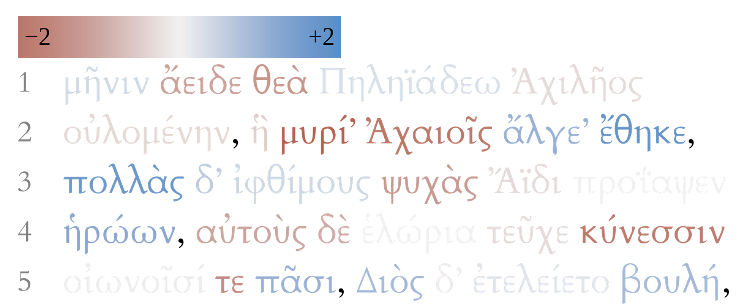 −2 +2
1 μῆνιν ἄειδε θεὰ Πηληϊάδεω Ἀχιλῆος
2 οὐλομένην, ἣ μυρί’ Ἀχαιοῖς ἄλγε’ ἔθηκε,
3 πολλὰς δ’ ἰφθίμους ψυχὰς Ἄϊδι προΐαψεν
4 ἡρώων, αὐτοὺς δὲ ἑλώρια τεῦχε κύνεσσιν
5 οἰωνοῖσί τε πᾶσι, Διὸς δ’ ἐτελείετο βουλή,